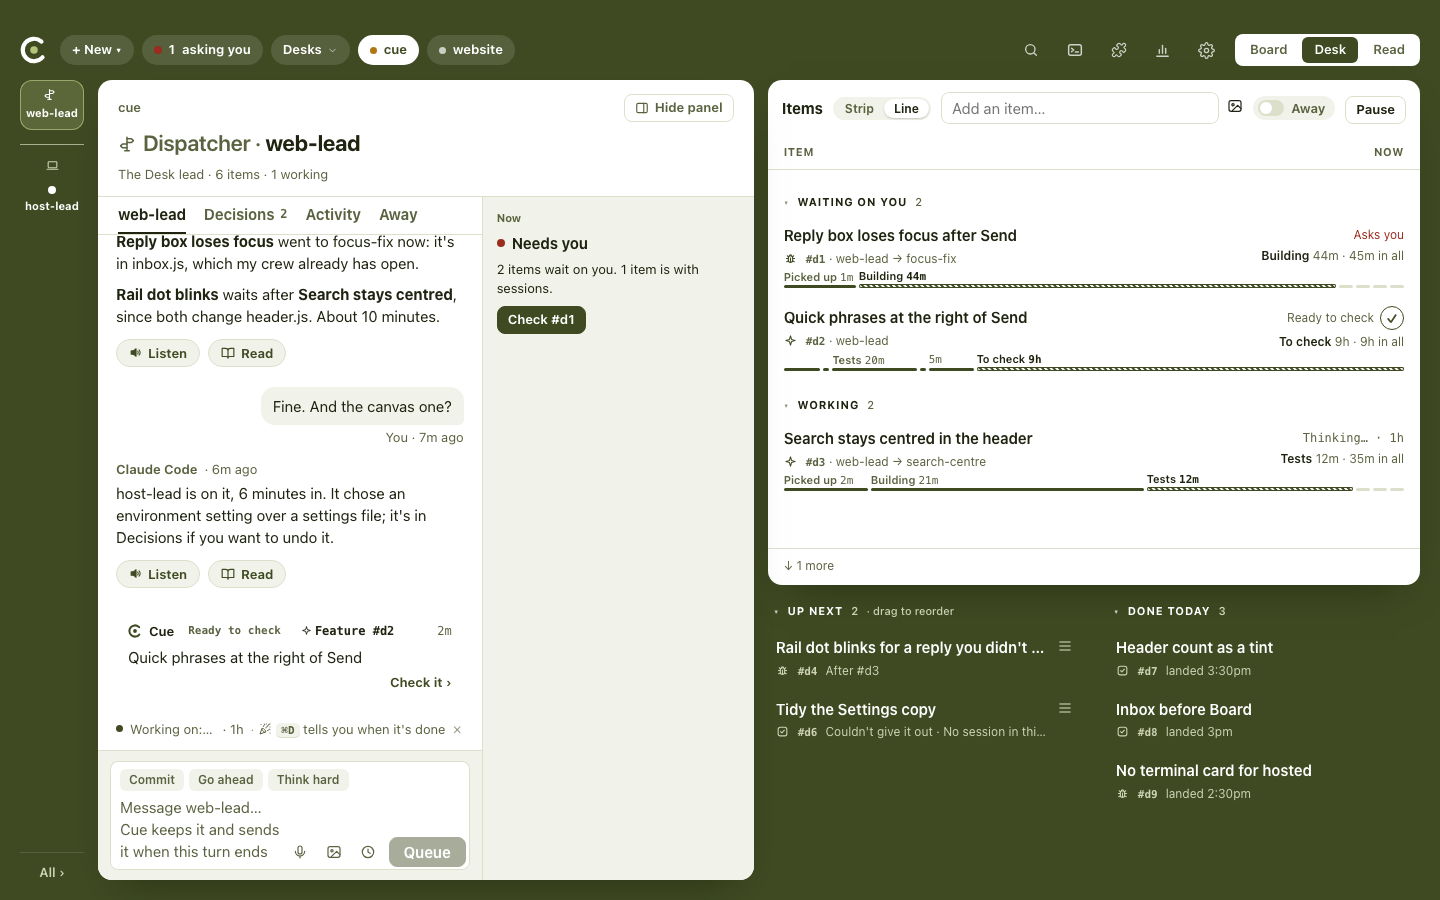 + New
1 asking you
Desks
cue
website
Board
Desk
Read
web-lead
host-lead
All ›
cue
Hide panel
Dispatcher · web-lead
The Desk lead · 6 items · 1 working
web-lead
Decisions 2
Activity
Away
Reply box loses focus went to focus-fix now: it's
in inbox.js, which my crew already has open.
Rail dot blinks waits after Search stays centred,
since both change header.js. About 10 minutes.
Listen
Read
Fine. And the canvas one?
You · 7m ago
Claude Code · 6m ago
host-lead is on it, 6 minutes in. It chose an
environment setting over a settings file; it's in
Decisions if you want to undo it.
Listen
Read
Cue Ready to check Feature #d2 2m
Quick phrases at the right of Send
Check it ›
Working on:... · 1h · ⌘D tells you when it's done ×
Commit
Go ahead
Think hard
Message web-lead...
Cue keeps it and sends
it when this turn ends
Queue
Now
Needs you
2 items wait on you. 1 item is with
sessions.
Check #d1
Items
Strip
Line
Add an item...
Away
Pause
ITEM
NOW
WAITING ON YOU 2
Reply box loses focus after Send
Asks you
#d1 · web-lead → focus-fix
Building 44m · 45m in all
Picked up 1m
Building 44m
Quick phrases at the right of Send
Ready to check
#d2 · web-lead
To check 9h · 9h in all
Tests 20m
5m
To check 9h
WORKING 2
Search stays centred in the header
Thinking… · 1h
#d3 · web-lead → search-centre
Tests 12m · 35m in all
Picked up 2m
Building 21m
Tests 12m
↓ 1 more
UP NEXT 2 · drag to reorder
Rail dot blinks for a reply you didn't ...
#d4 After #d3
Tidy the Settings copy
#d6 Couldn't give it out · No session in thi...
DONE TODAY 3
Header count as a tint
#d7 landed 3:30pm
Inbox before Board
#d8 landed 3pm
No terminal card for hosted
#d9 landed 2:30pm